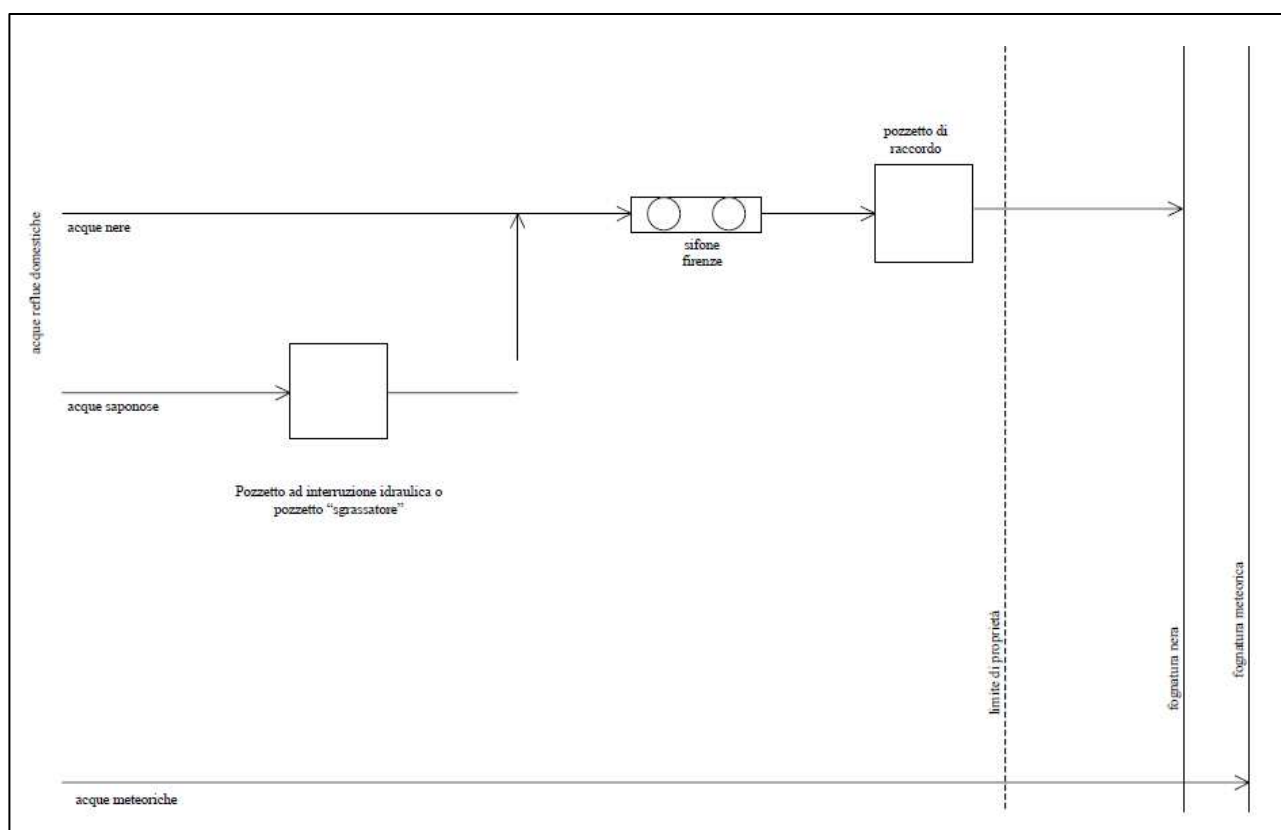 pozzetto di
raccordo
acque reflue domestiche
acque nere
sifone
firenze
acque saponose
Pozzetto ad interruzione idraulica o
pozzetto “sgrassatore”
limite di proprietà
fognatura nera
fognatura meteorica
acque meteoriche